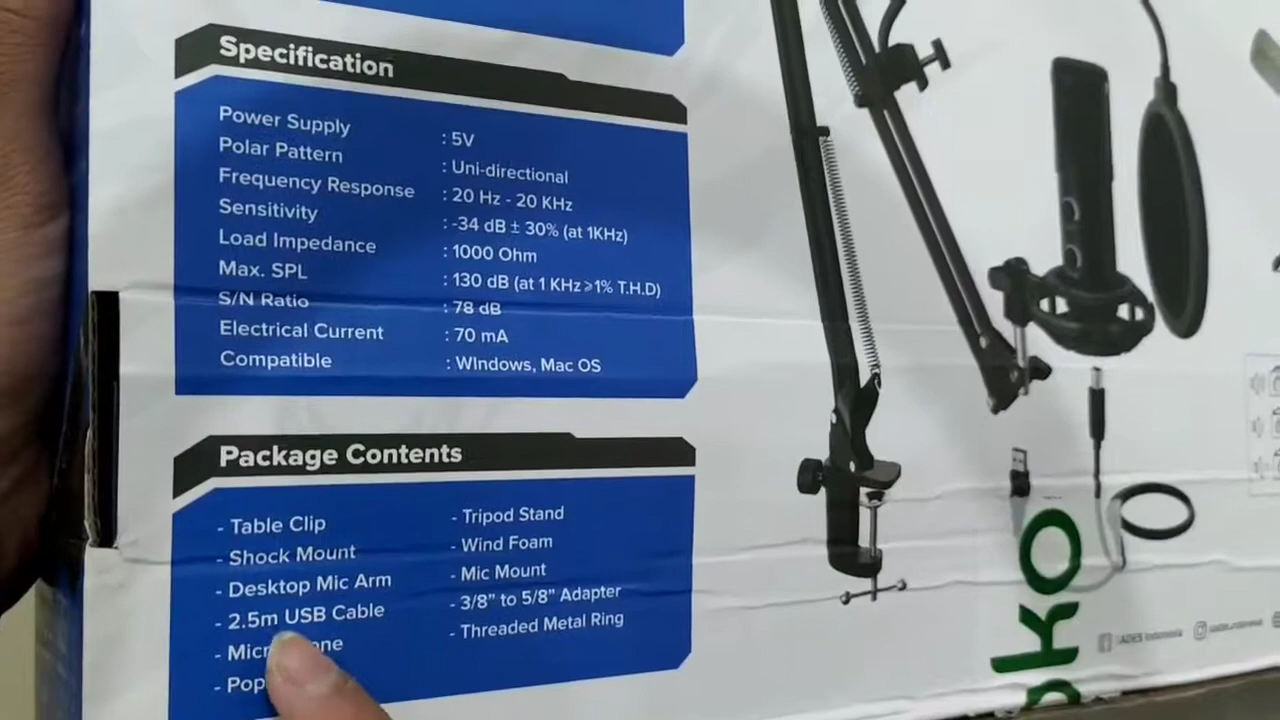 Specification
Power Supply : 5V
Polar Pattern : Uni-directional
Frequency Response : 20 Hz - 20 KHz
Sensitivity : -34 dB ± 30% (at 1KHz)
Load Impedance : 1000 Ohm
Max. SPL : 130 dB (at 1 KHz≥1% T.H.D)
S/N Ratio : 78 dB
Electrical Current : 70 mA
Compatible : WIndows, Mac OS
Package Contents
- Table Clip
- Shock Mount
- Desktop Mic Arm
- 2.5m USB Cable
- Micr one
- Pop
- Tripod Stand
- Wind Foam
- Mic Mount
- 3/8" to 5/8" Adapter
- Threaded Metal Ring